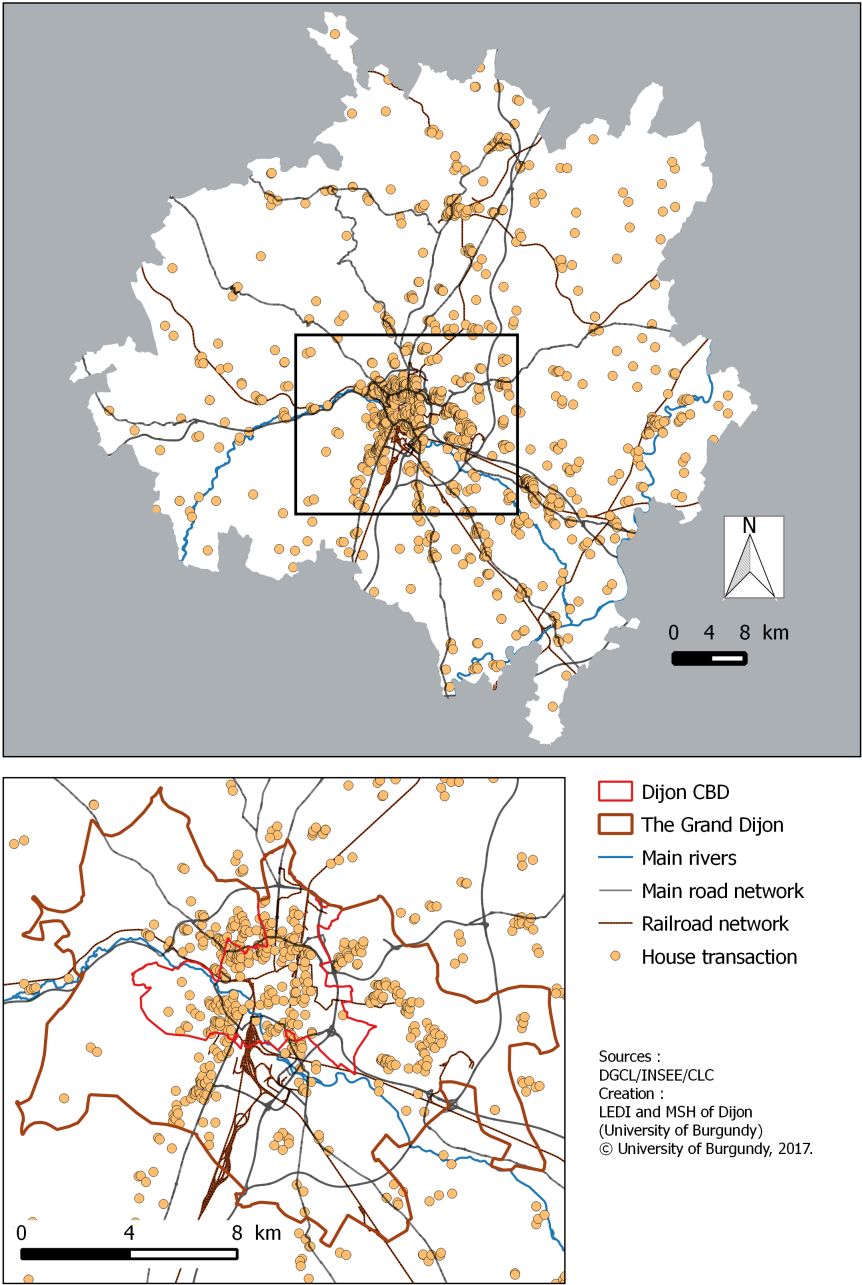 N
0 4 8 km
Dijon CBD
The Grand Dijon
Main rivers
Main road network
Railroad network
House transaction
Sources :
DGCL/INSEE/CLC
Creation :
LEDI and MSH of Dijon
(University of Burgundy)
© University of Burgundy, 2017.
0 4 8 km